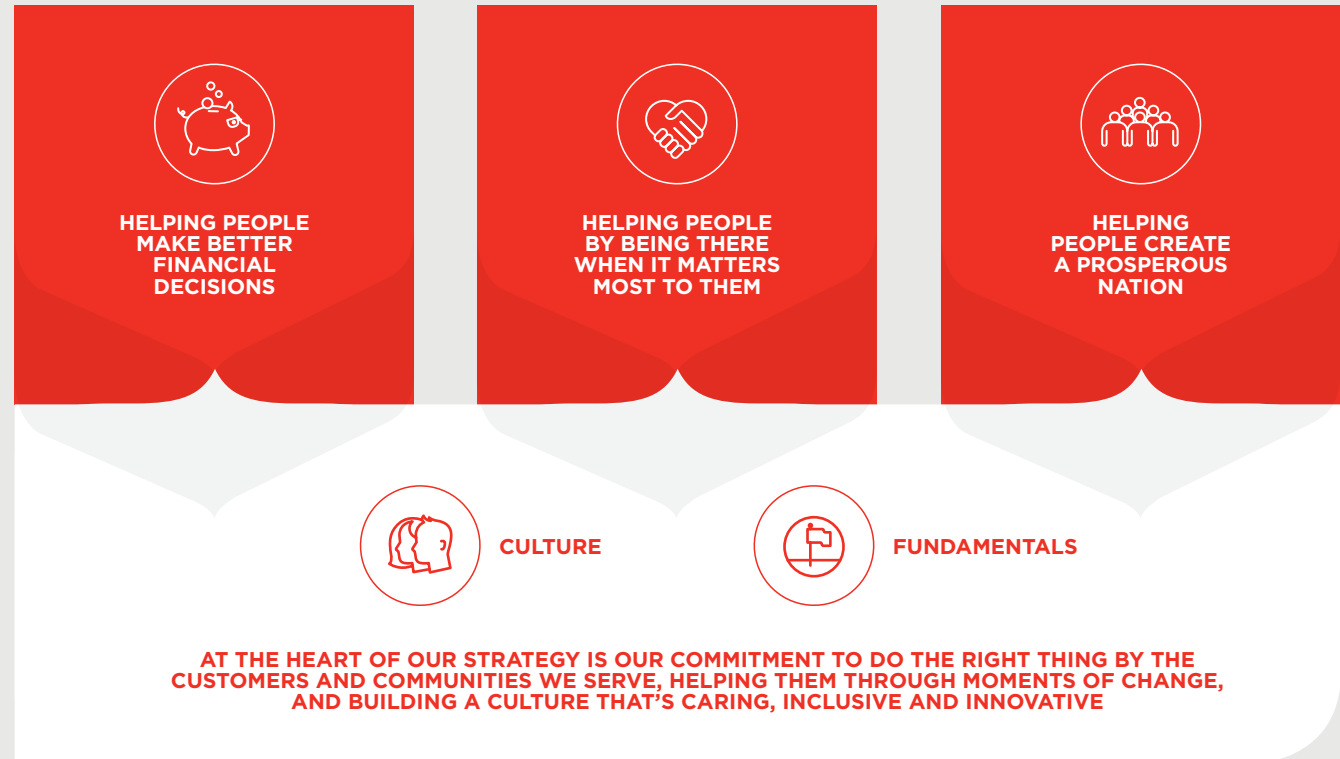 HELPING PEOPLE
MAKE BETTER
FINANCIAL
DECISIONS
HELPING PEOPLE
BY BEING THERE
WHEN IT MATTERS
MOST TO THEM
HELPING
PEOPLE CREATE
A PROSPEROUS
NATION
CULTURE
FUNDAMENTALS
AT THE HEART OF OUR STRATEGY IS OUR COMMITMENT TO DO THE RIGHT THING BY THE
CUSTOMERS AND COMMUNITIES WE SERVE, HELPING THEM THROUGH MOMENTS OF CHANGE,
AND BUILDING A CULTURE THAT’S CARING, INCLUSIVE AND INNOVATIVE